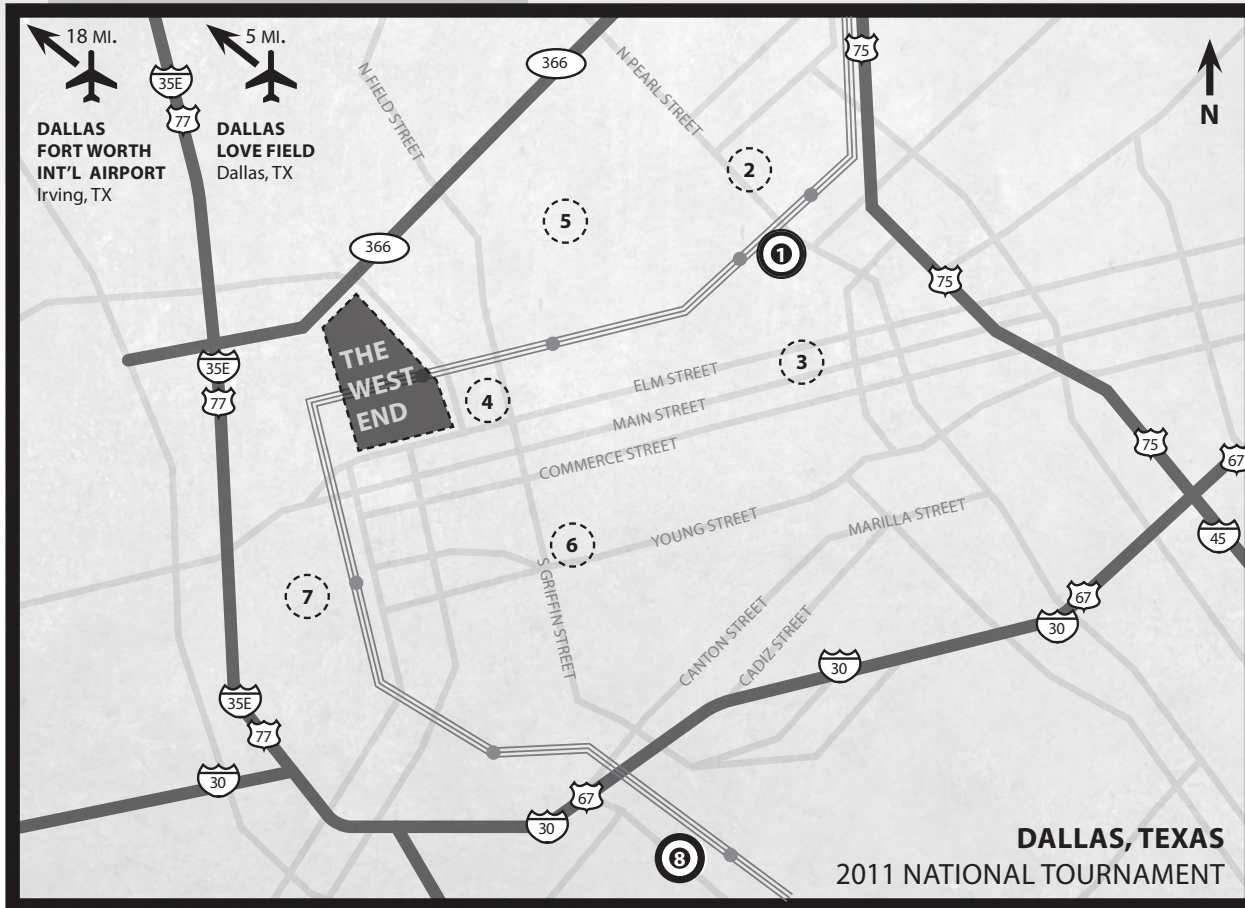 18 MI.
5 MI.
DALLAS
FORT WORTH
INT'L AIRPORT
Irving, TX
DALLAS
LOVE FIELD
Dallas, TX
35E
77
366
N FIELD STREET
N PEARL STREET
75
N
2
5
366
1
75
35E
77
THE
WEST
END
4
3
ELM STREET
MAIN STREET
COMMERCE STREET
75
67
45
6
YOUNG STREET
MARILLA STREET
7
S GRIFFIN STREET
CANTON STREET
CADIZ STREET
67
30
30
35E
77
30
67
30
8
DALLAS, TEXAS
2011 NATIONAL TOURNAMENT